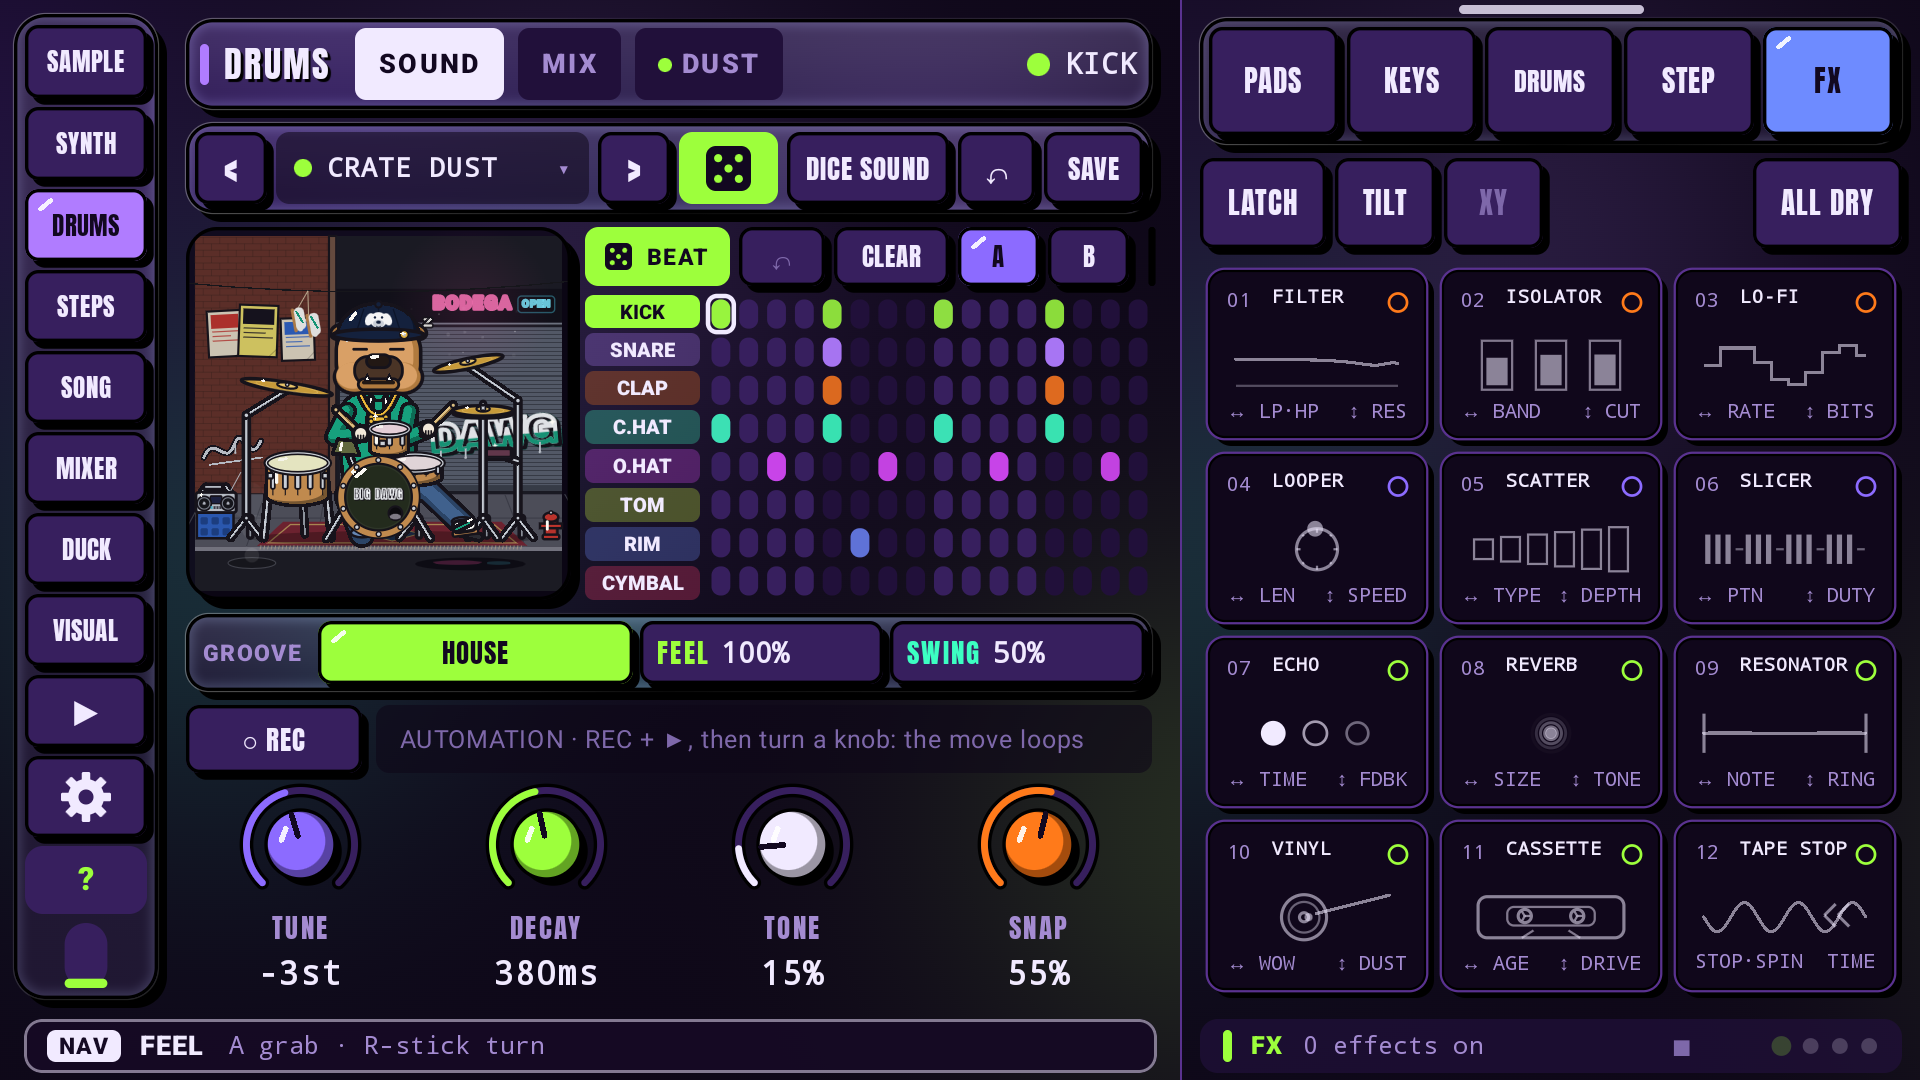 SAMPLE
SYNTH
DRUMS
STEPS
SONG
MIXER
DUCK
VISUAL
?
DRUMS SOUND MIX DUST KICK
< CRATE DUST > DICE SOUND SAVE
BODEGA OPEN
DAWG
BIG DAWG
BEAT CLEAR A B
KICK
SNARE
CLAP
C.HAT
O.HAT
TOM
RIM
CYMBAL
GROOVE HOUSE FEEL 100% SWING 50%
○ REC AUTOMATION · REC + ►, then turn a knob: the move loops
TUNE DECAY TONE SNAP
-3st 380ms 15% 55%
NAV FEEL A grab · R-stick turn
PADS KEYS DRUMS STEP FX
LATCH TILT XY ALL DRY
01 FILTER
↔ LP·HP ↕ RES
02 ISOLATOR
↔ BAND ↕ CUT
03 LO-FI
↔ RATE ↕ BITS
04 LOOPER
↔ LEN ↕ SPEED
05 SCATTER
↔ TYPE ↕ DEPTH
06 SLICER
↔ PTN ↕ DUTY
07 ECHO
↔ TIME ↕ FDBK
08 REVERB
↔ SIZE ↕ TONE
09 RESONATOR
↔ NOTE ↕ RING
10 VINYL
↔ WOW ↕ DUST
11 CASSETTE
↔ AGE ↕ DRIVE
12 TAPE STOP
STOP·SPIN TIME
FX 0 effects on